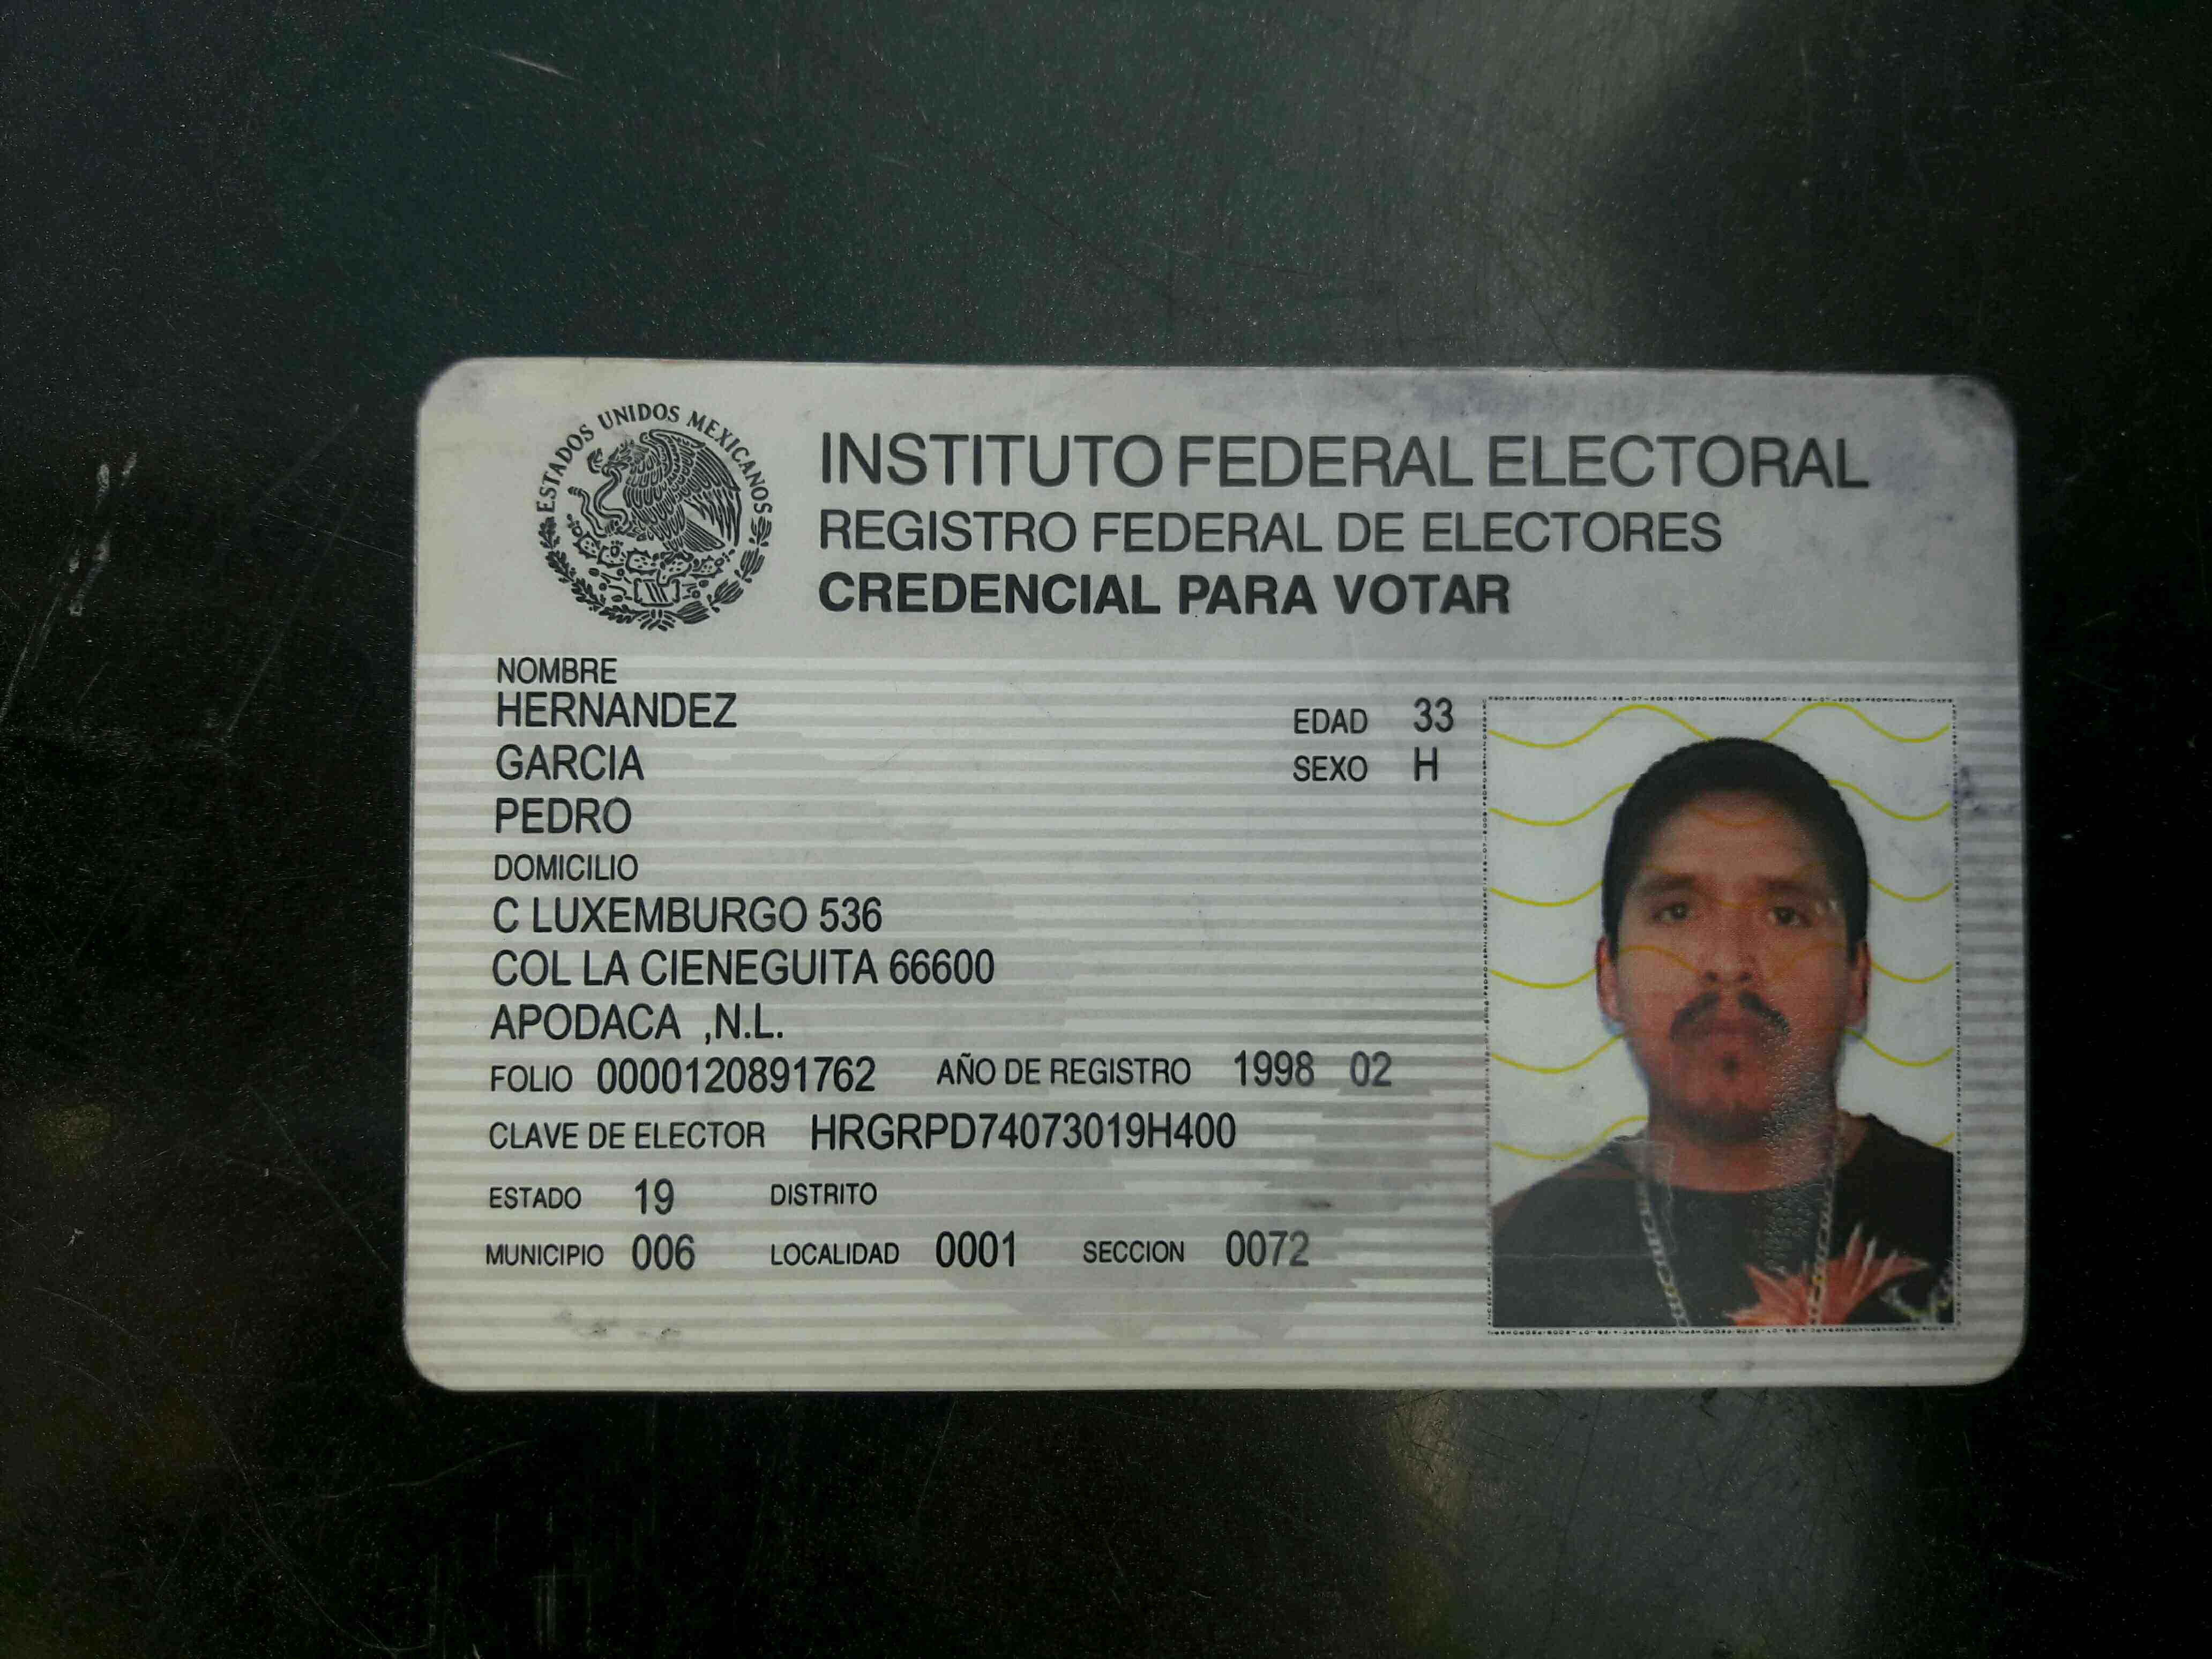 ESTADOS UNIDOS MEXICANOS
INSTITUTO FEDERAL ELECTORAL
REGISTRO FEDERAL DE ELECTORES
CREDENCIAL PARA VOTAR
NOMBRE
HERNANDEZ
GARCIA
PEDRO
EDAD 33
SEXO H
DOMICILIO
C LUXEMBURGO 536
COL LA CIENEGUITA 66600
APODACA ,N.L.
FOLIO 0000120891762 AÑO DE REGISTRO 1998 02
CLAVE DE ELECTOR HRGRPD74073019H400
ESTADO 19 DISTRITO
MUNICIPIO 006 LOCALIDAD 0001 SECCION 0072